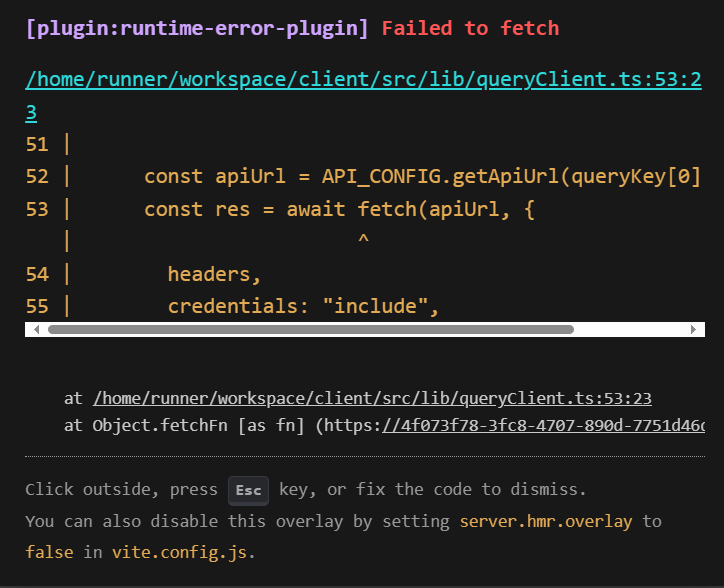 [plugin:runtime-error-plugin] Failed to fetch
/home/runner/workspace/client/src/lib/queryClient.ts:53:2
3
51 |
52 |      const apiUrl = API_CONFIG.getApiUrl(queryKey[0]
53 |      const res = await fetch(apiUrl, {
   |                        ^
54 |        headers,
55 |        credentials: "include",
at /home/runner/workspace/client/src/lib/queryClient.ts:53:23
at Object.fetchFn [as fn] (https://4f073f78-3fc8-4707-890d-7751d46c
Click outside, press Esc key, or fix the code to dismiss.
You can also disable this overlay by setting server.hmr.overlay to
false in vite.config.js.